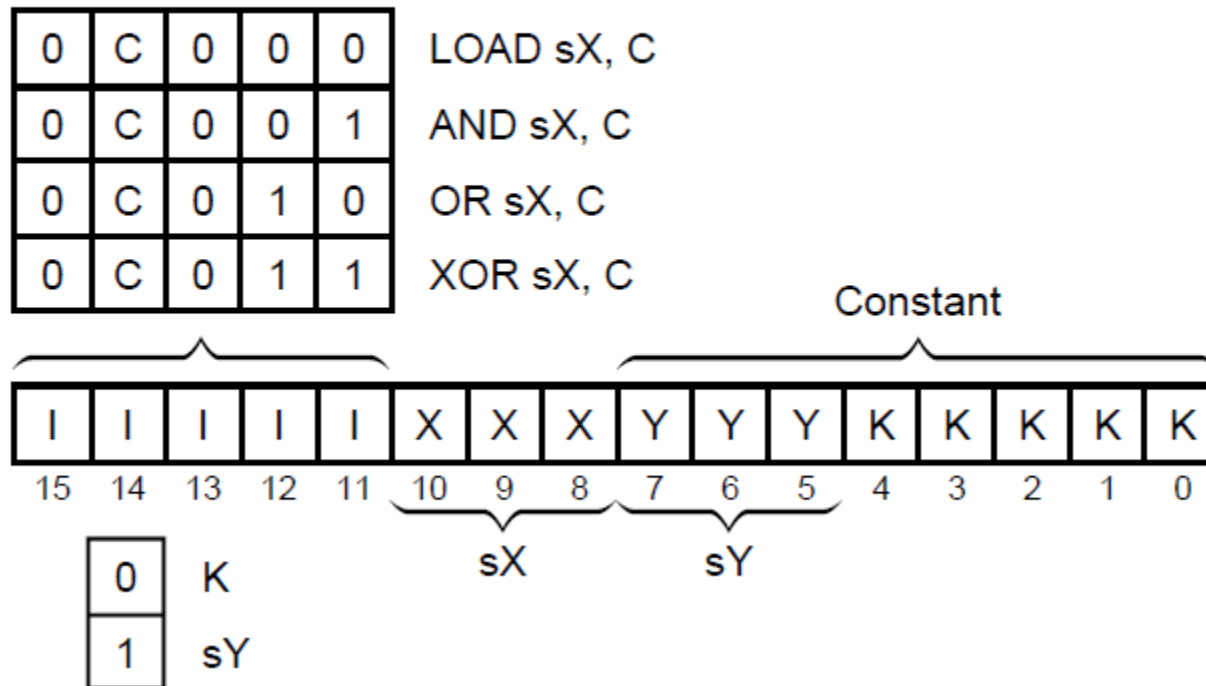 0 C 0 0 0 LOAD sX, C
0 C 0 0 1 AND sX, C
0 C 0 1 0 OR sX, C
0 C 0 1 1 XOR sX, C
Constant
I I I I I X X X Y Y Y K K K K K
15 14 13 12 11 10 9 8 7 6 5 4 3 2 1 0
sX sY
0 K
1 sY